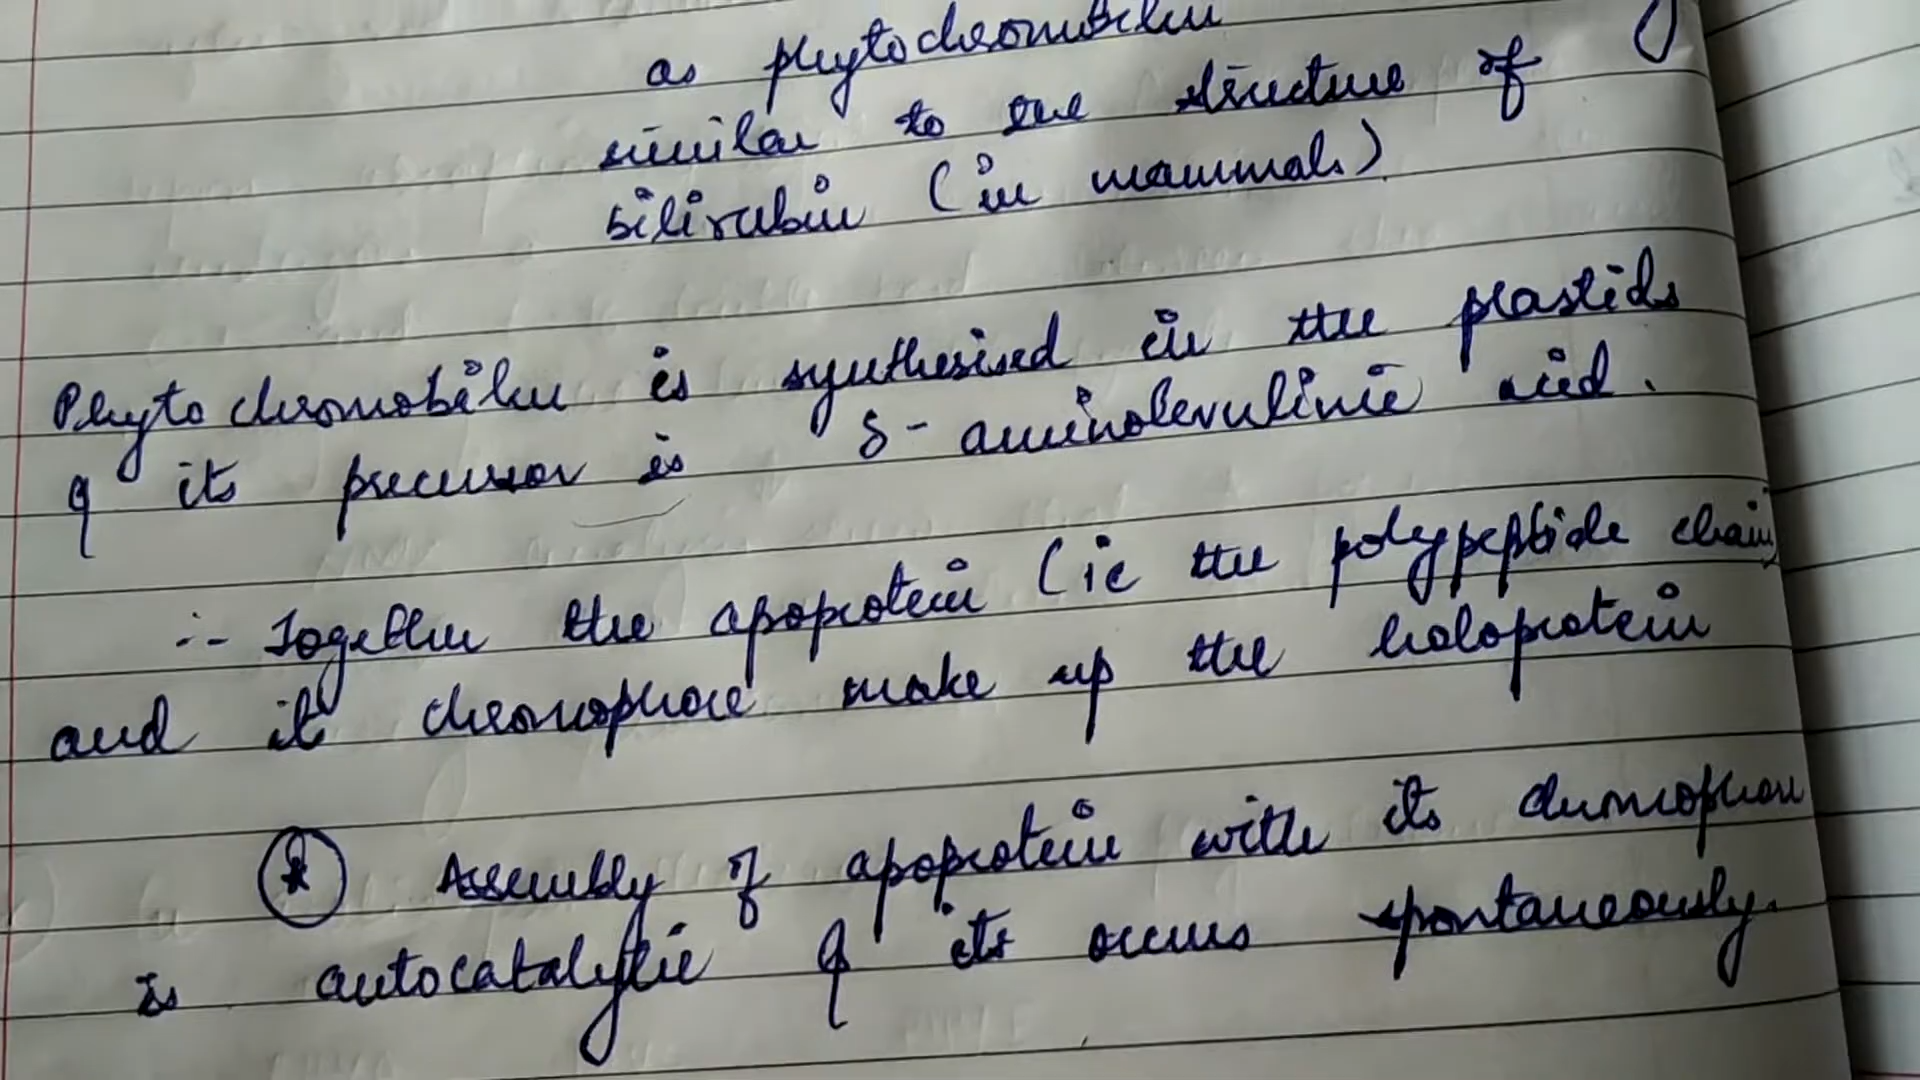 as phytochromobilin
similar to the structure of
bilirubin (in mammals)
Phytochromobilin is synthesised in the plastids
& its precursor is δ-aminolevulinic acid.
∴ Together the apoprotein (ie the polypeptide chain)
and it chromophore make up the holoprotein
* Assembly of apoprotein with its chromophore
is autocatalytic & its occurs spontaneously.